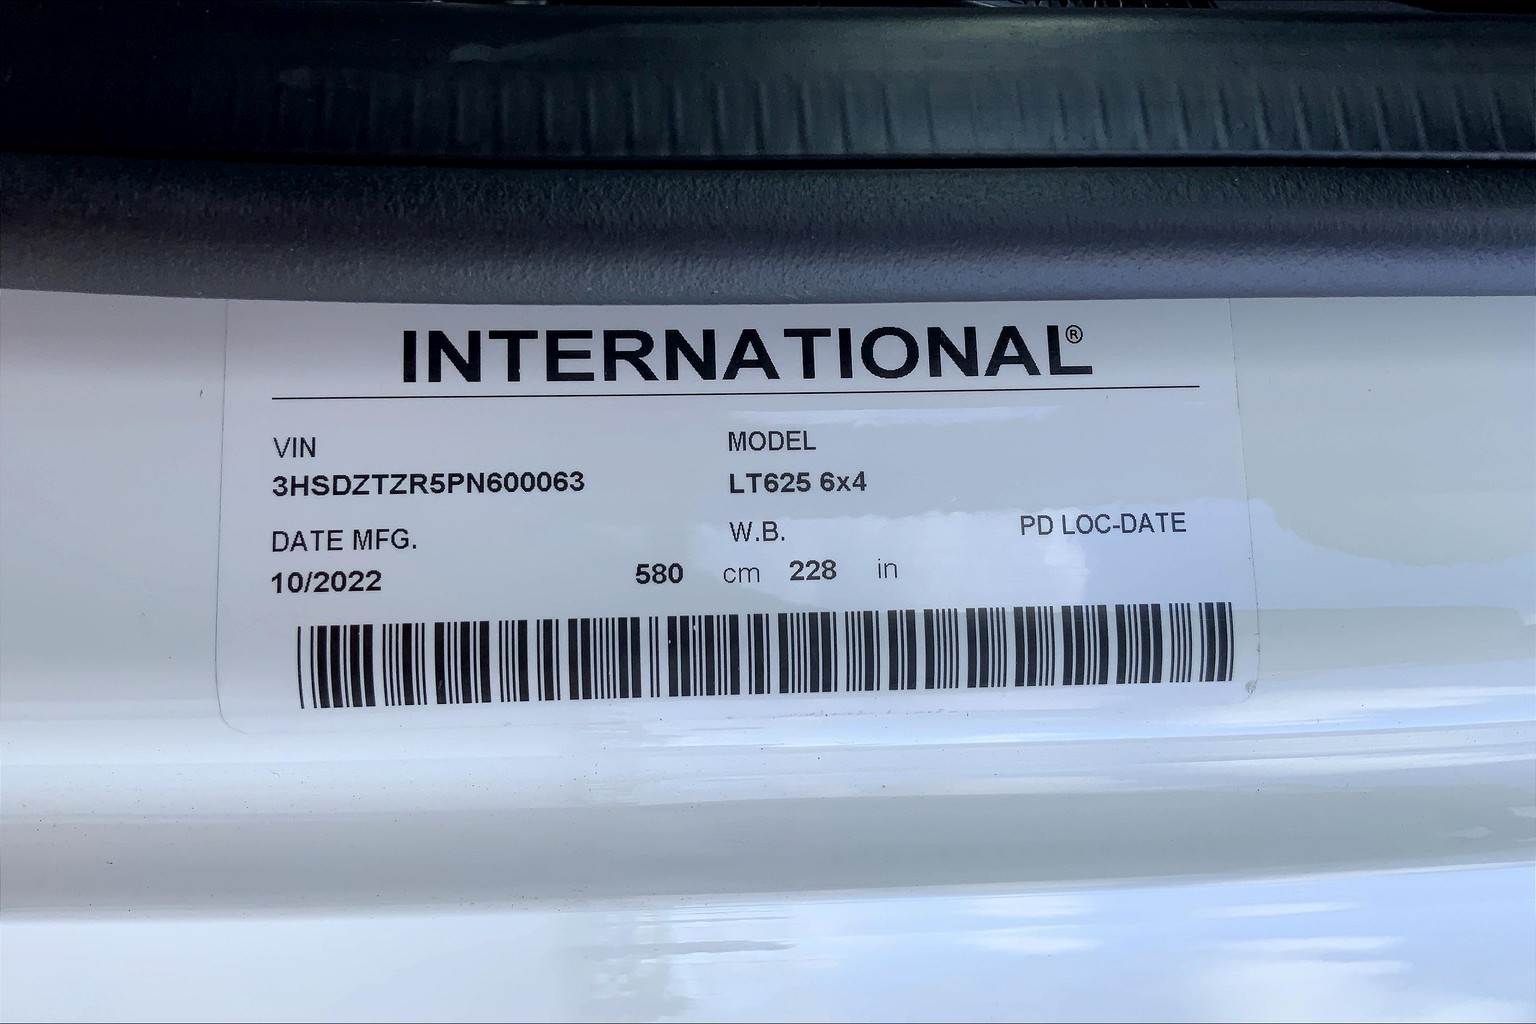 INTERNATIONAL®
VIN
3HSDZTZR5PN600063
MODEL
LT625 6x4
DATE MFG.
10/2022
W.B.
580 cm 228 in
PD LOC-DATE